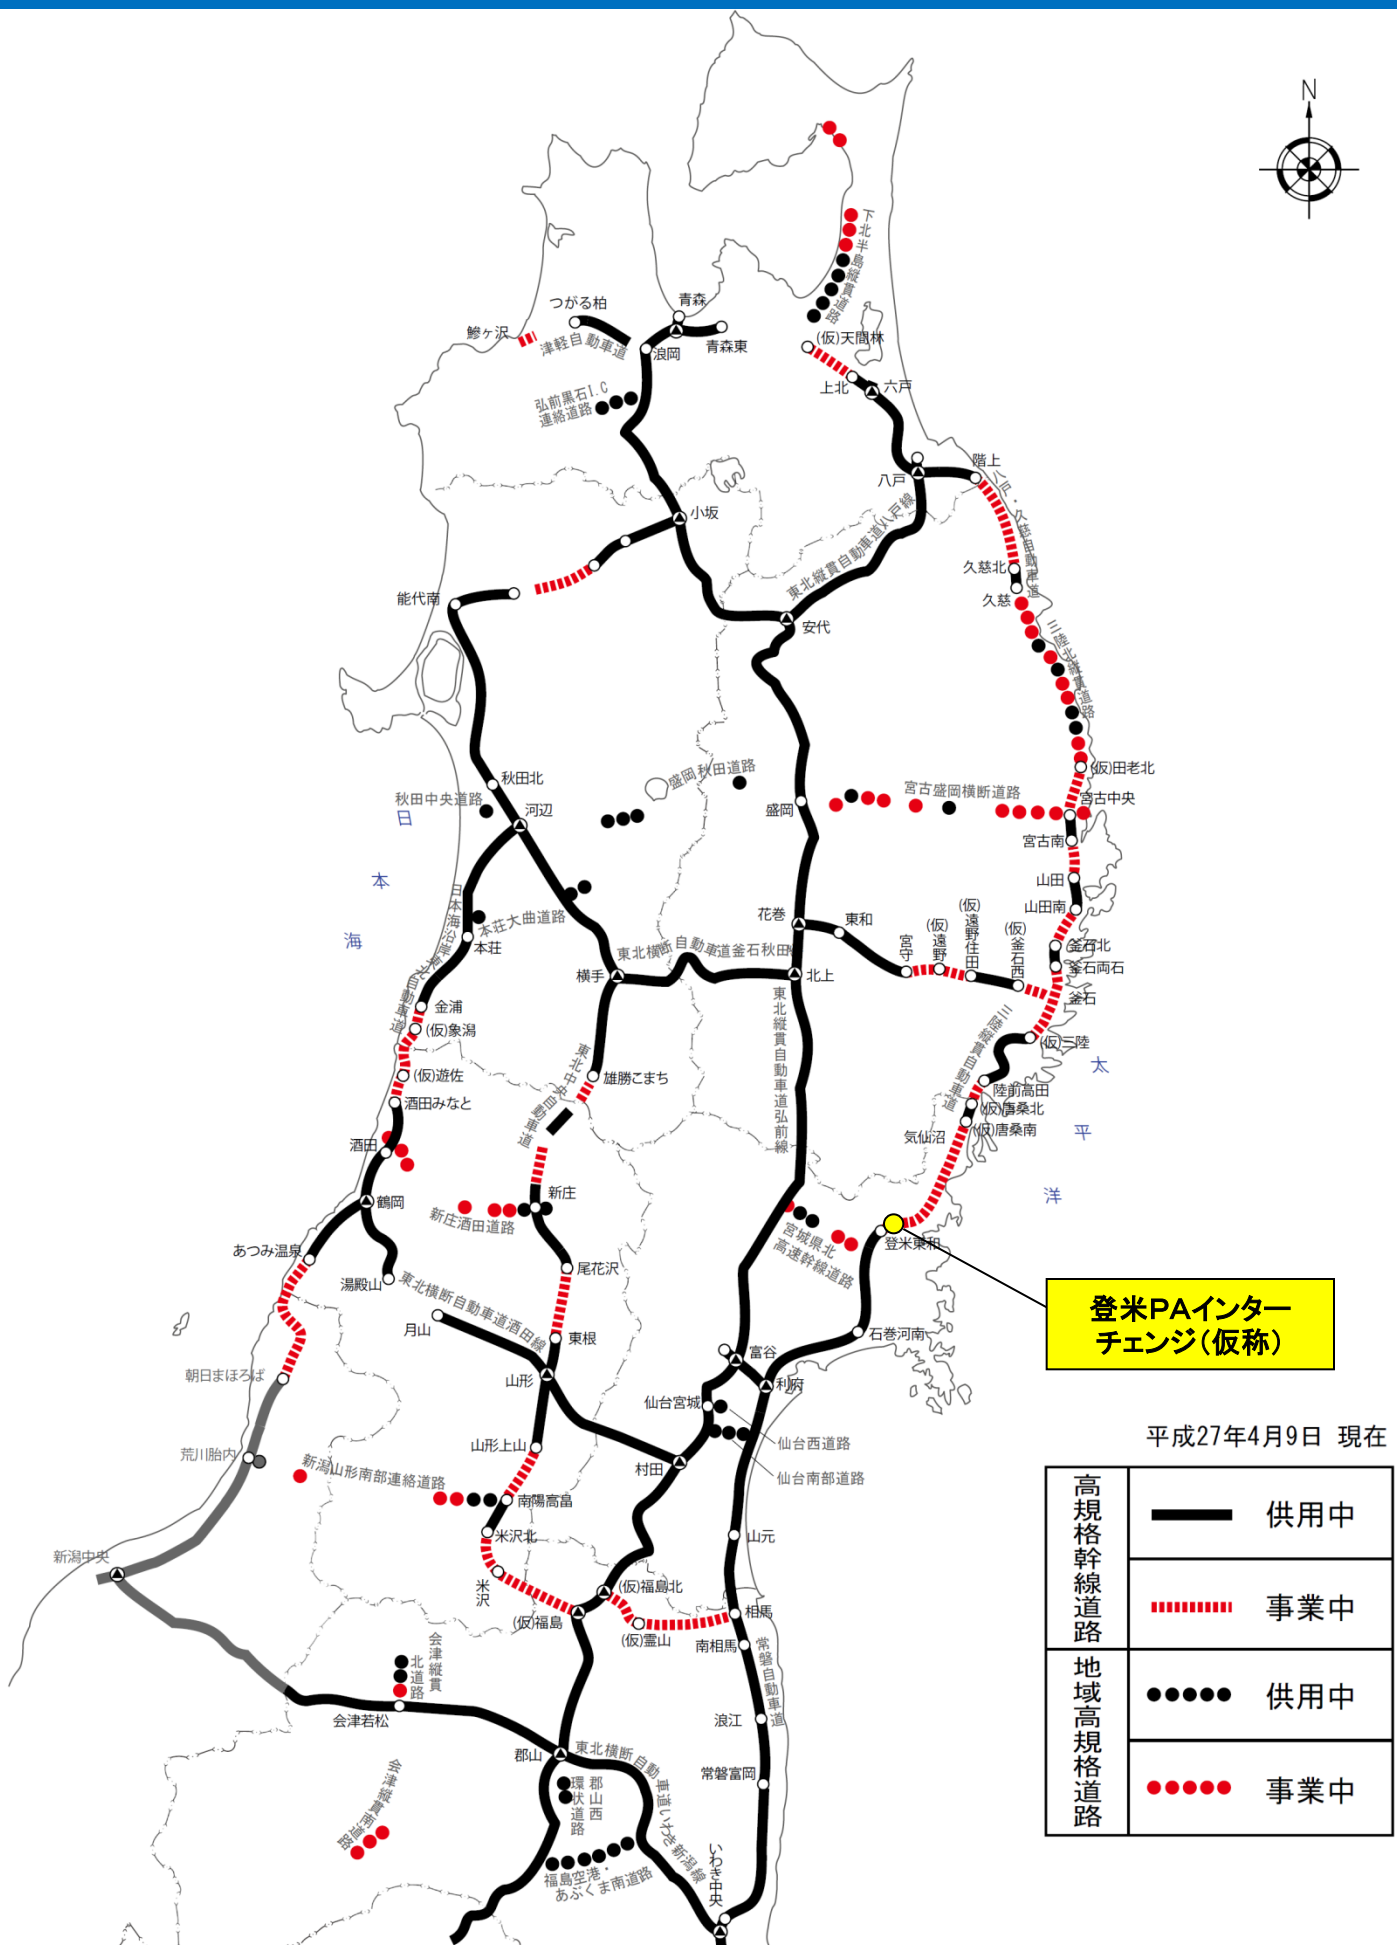 N
下北半島縦貫道路
つがる柏
青森
鰺ヶ沢
津軽自動車道
浪岡
青森東
(仮)天間林
上北
六戸
弘前黒石I.C
連絡道路
八戸
階上
八戸・久慈自動車道
小坂
東北縦貫自動車道八戸線
久慈北
久慈
能代南
安代
三陸北縦貫道路
秋田北
盛岡秋田道路
(仮)田老北
秋田中央道路
河辺
宮古盛岡横断道路
宮古中央
盛岡
日本海
宮古南
山田
山田南
日本海沿岸東北自動車道
本荘大曲道路
本荘
花巻
東和
宮守
(仮)遠野
(仮)遠野住田
(仮)釜石西
釜石北
釜石両石
釜石
東北横断自動車道釜石秋田線
横手
北上
金浦
(仮)象潟
東北縦貫自動車道弘前線
三陸縦貫自動車道
(仮)三陸
太平洋
(仮)遊佐
東北中央自動車道
雄勝こまち
陸前高田
酒田みなと
(仮)唐桑北
(仮)唐桑南
気仙沼
酒田
鶴岡
新庄
新庄酒田道路
宮城県北
高速幹線道路
登米東和
あつみ温泉
湯殿山
尾花沢
東北横断自動車道酒田線
月山
東根
石巻河南
登米PAインター
チェンジ(仮称)
富谷
朝日まほろば
山形
利府
仙台宮城
平成27年4月9日 現在
仙台西道路
山形上山
荒川胎内
新潟山形南部連絡道路
村田
仙台南部道路
南陽高畠
米沢北
山元
新潟中央
米沢
(仮)福島北
(仮)福島
(仮)霊山
相馬
南相馬
常磐自動車道
会津縦貫
北道路
会津若松
浪江
郡山
東北横断自動車道いわき新潟線
常磐富岡
郡山西
環状道路
会津縦貫南道路
福島空港・
あぶくま南道路
いわき中央
高規格幹線道路
供用中
事業中
地域高規格道路
供用中
事業中